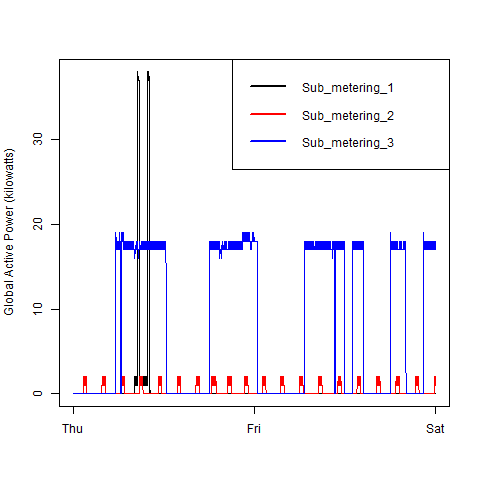 Sub_metering_1
Sub_metering_2
Sub_metering_3
Global Active Power (kilowatts)
30
20
10
0
Thu Fri Sat